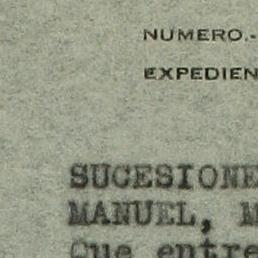 NUMERO.-
EXPEDIEN
SUCESIONE
MANUEL, M
Que entre